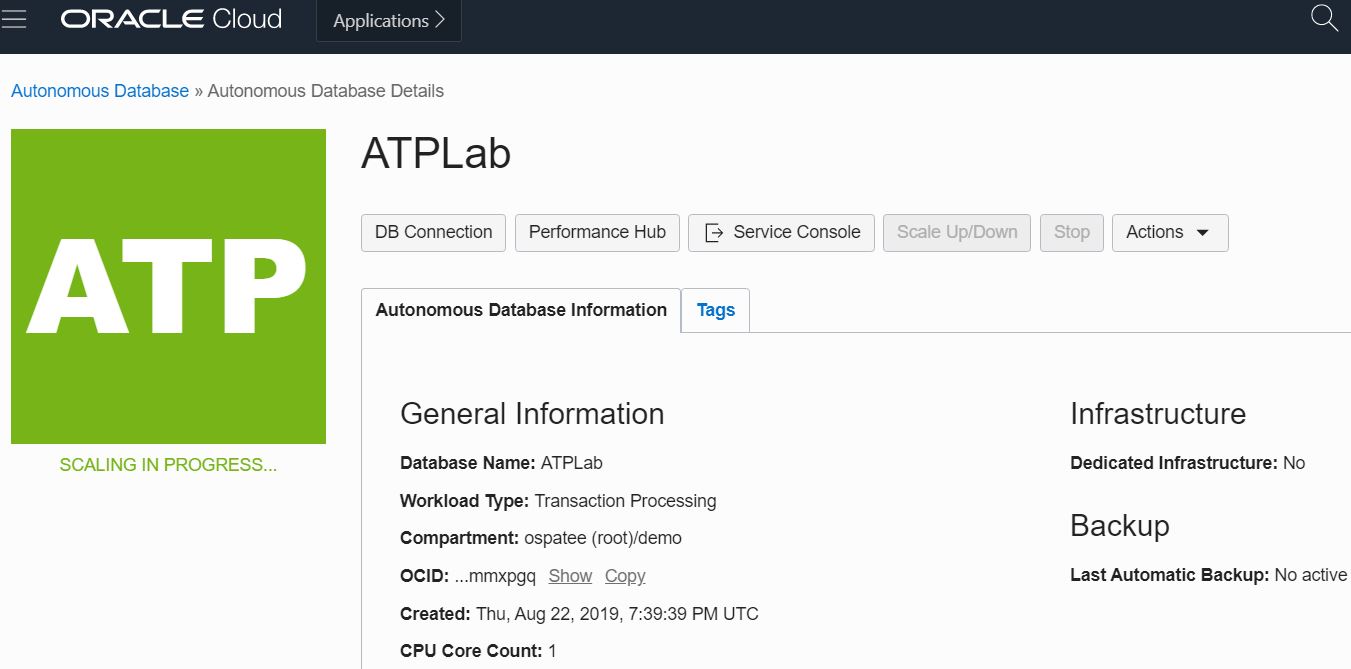 ORACLE Cloud
Applications
Autonomous Database » Autonomous Database Details
ATP
SCALING IN PROGRESS...
ATPLab
DB Connection
Performance Hub
Service Console
Scale Up/Down
Stop
Actions
Autonomous Database Information
Tags
General Information
Database Name: ATPLab
Workload Type: Transaction Processing
Compartment: ospatee (root)/demo
OCID: ...mmxpgq Show Copy
Created: Thu, Aug 22, 2019, 7:39:39 PM UTC
CPU Core Count: 1
Infrastructure
Dedicated Infrastructure: No
Backup
Last Automatic Backup: No active